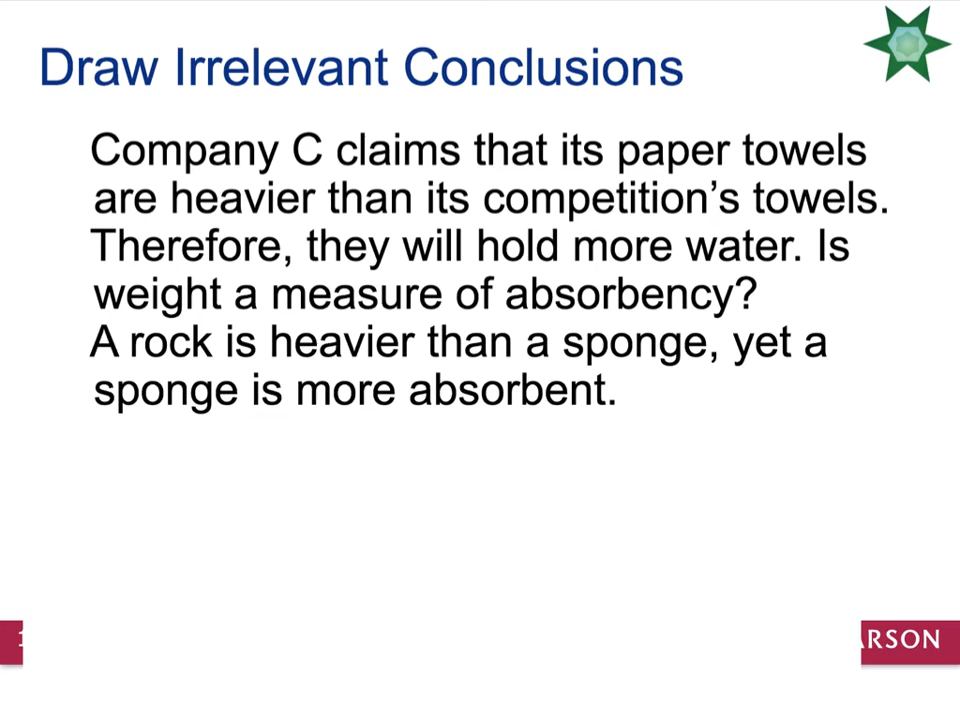 Draw Irrelevant Conclusions
Company C claims that its paper towels
are heavier than its competition’s towels.
Therefore, they will hold more water. Is
weight a measure of absorbency?
A rock is heavier than a sponge, yet a
sponge is more absorbent.
ARSON